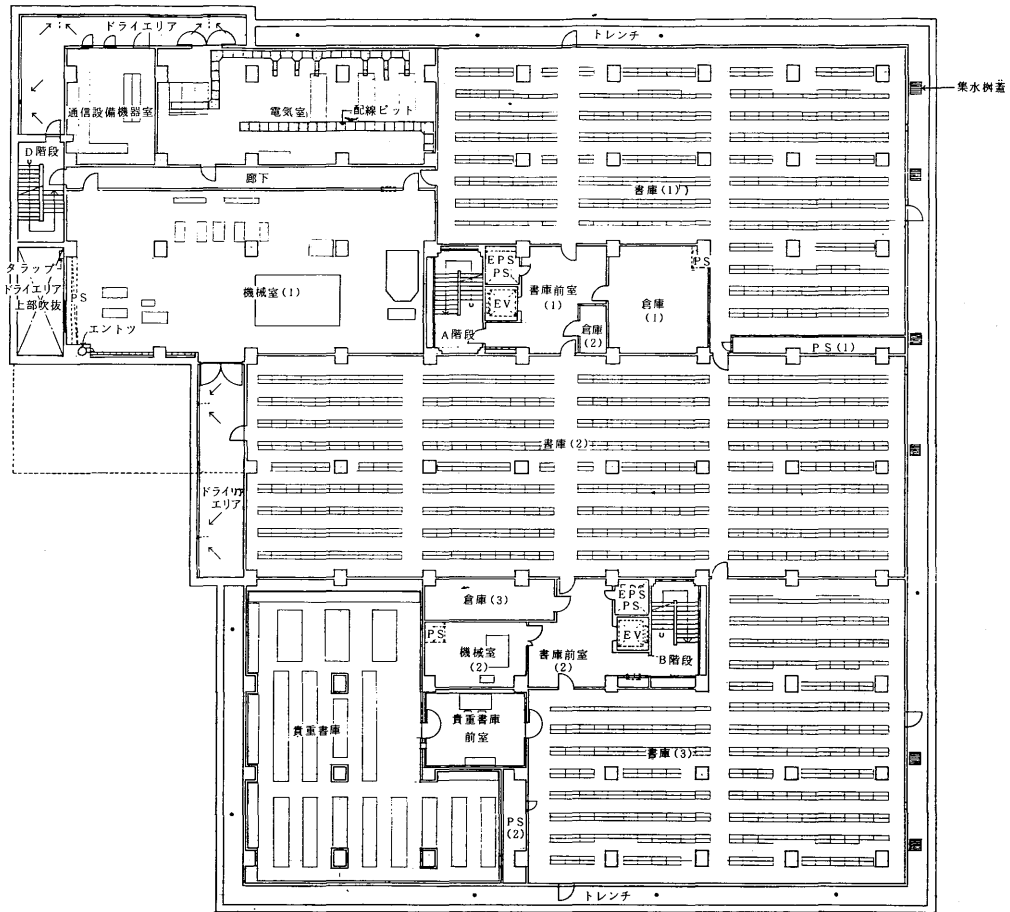 ドライエリア
トレンチ
集水桝蓋
通信設備機器室
電気室
配線ピット
D階段
廊下
書庫(1)
タラップ
ドライエリア
上部吹抜
PS
エントツ
機械室(1)
A階段
EPS
PS
EV
書庫前室
(1)
倉庫
(2)
倉庫
(1)
PS
PS(1)
書庫(2)
ドライリア
エリア
倉庫(3)
PS
機械室
(2)
書庫前室
(2)
EPS
PS
EV
B階段
貴重書庫
貴重書庫
前室
書庫(3)
PS
(2)
トレンチ